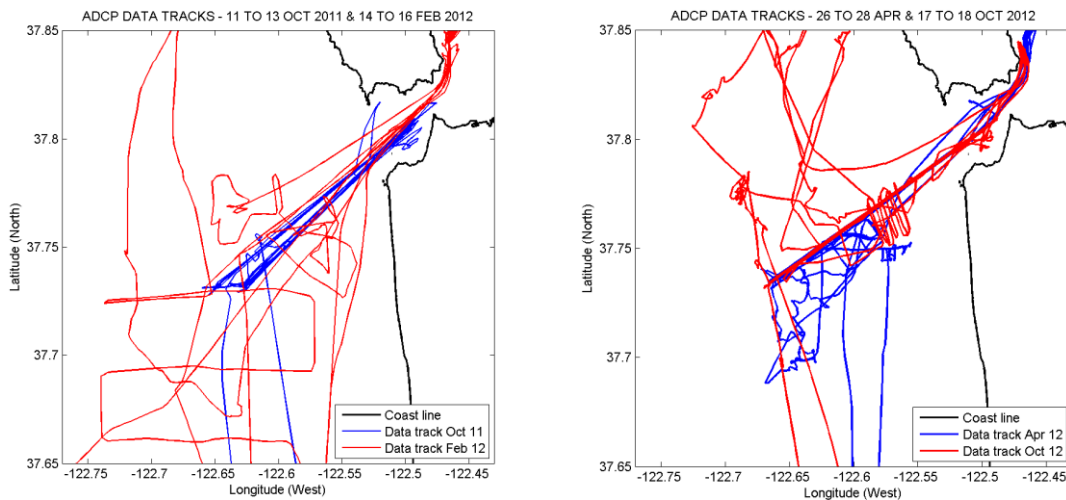 ADCP DATA TRACKS - 11 TO 13 OCT 2011 & 14 TO 16 FEB 2012
37.85
37.8
37.75
37.7
37.65
Latitude (North)
-122.7
-122.65
-122.6
-122.55
-122.5
-122.45
Longitude (West)
Coast line
Data track Oct 11
Data track Feb 12
ADCP DATA TRACKS - 26 TO 28 APR & 17 TO 18 OCT 2012
37.85
37.8
37.75
37.7
37.65
Latitude (North)
-122.7
-122.65
-122.6
-122.55
-122.5
-122.45
Longitude (West)
Coast line
Data track Apr 12
Data track Oct 12